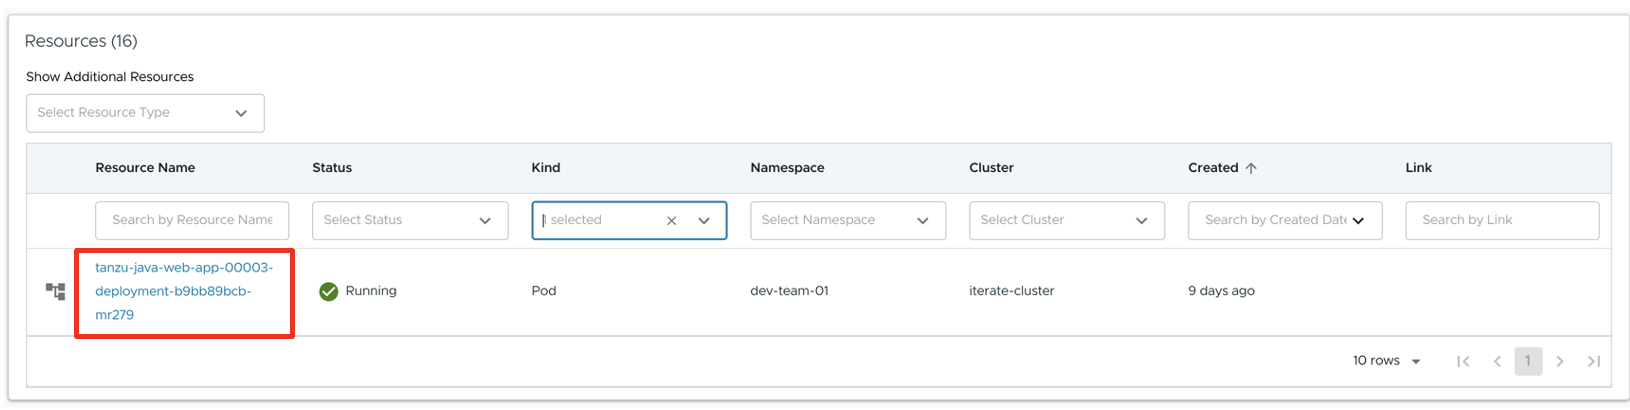 Resources (16)
Show Additional Resources
Select Resource Type
Resource Name Status Kind Namespace Cluster Created Link
Search by Resource Name Select Status 1 selected Select Namespace Select Cluster Search by Created Date Search by Link
tanzu-java-web-app-00003-
deployment-b9bb89bcb-
mr279
Running Pod dev-team-01 iterate-cluster 9 days ago
10 rows 1